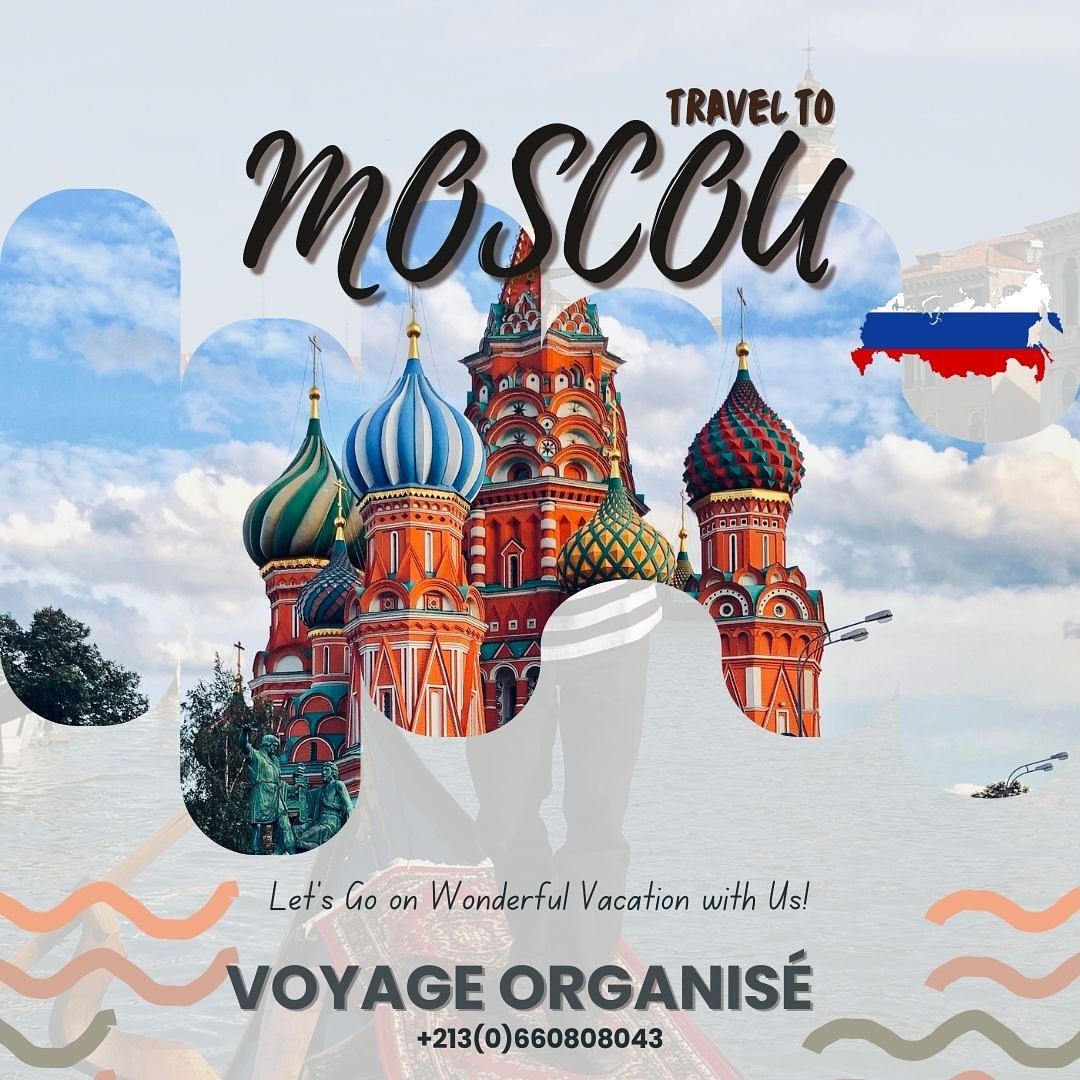 TRAVEL TO
MOSCOU
Let's Go on Wonderful Vacation with Us!
VOYAGE ORGANISÉ
+213(0)660808043